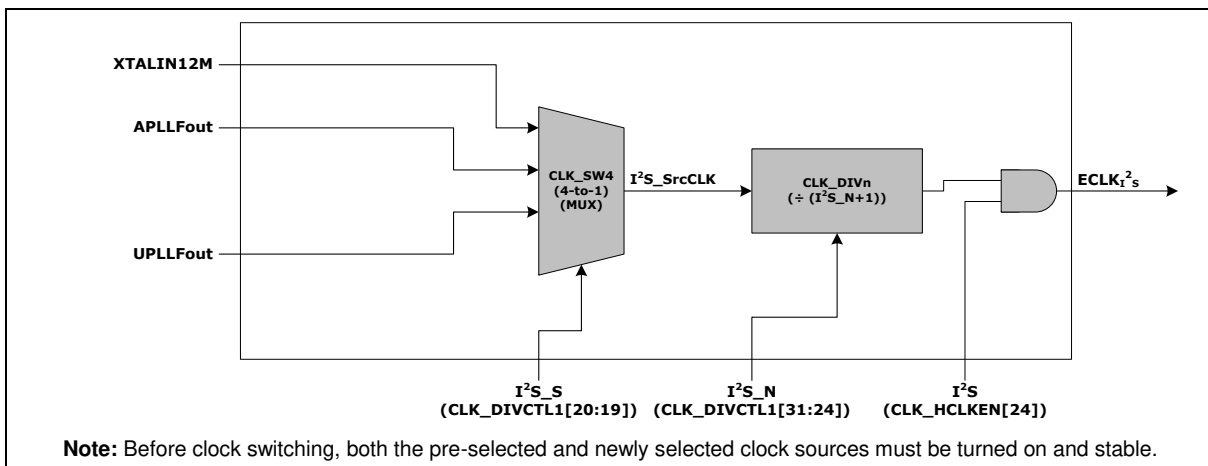 XTALIN12M
APLLFout
UPLLFout
CLK_SW4
(4-to-1)
(MUX)
I²S_SrcCLK
CLK_DIVn
(÷ (I²S_N+1))
ECLK_I²S
I²S_S
(CLK_DIVCTL1[20:19])
I²S_N
(CLK_DIVCTL1[31:24])
I²S
(CLK_HCLKEN[24])
Note: Before clock switching, both the pre-selected and newly selected clock sources must be turned on and stable.